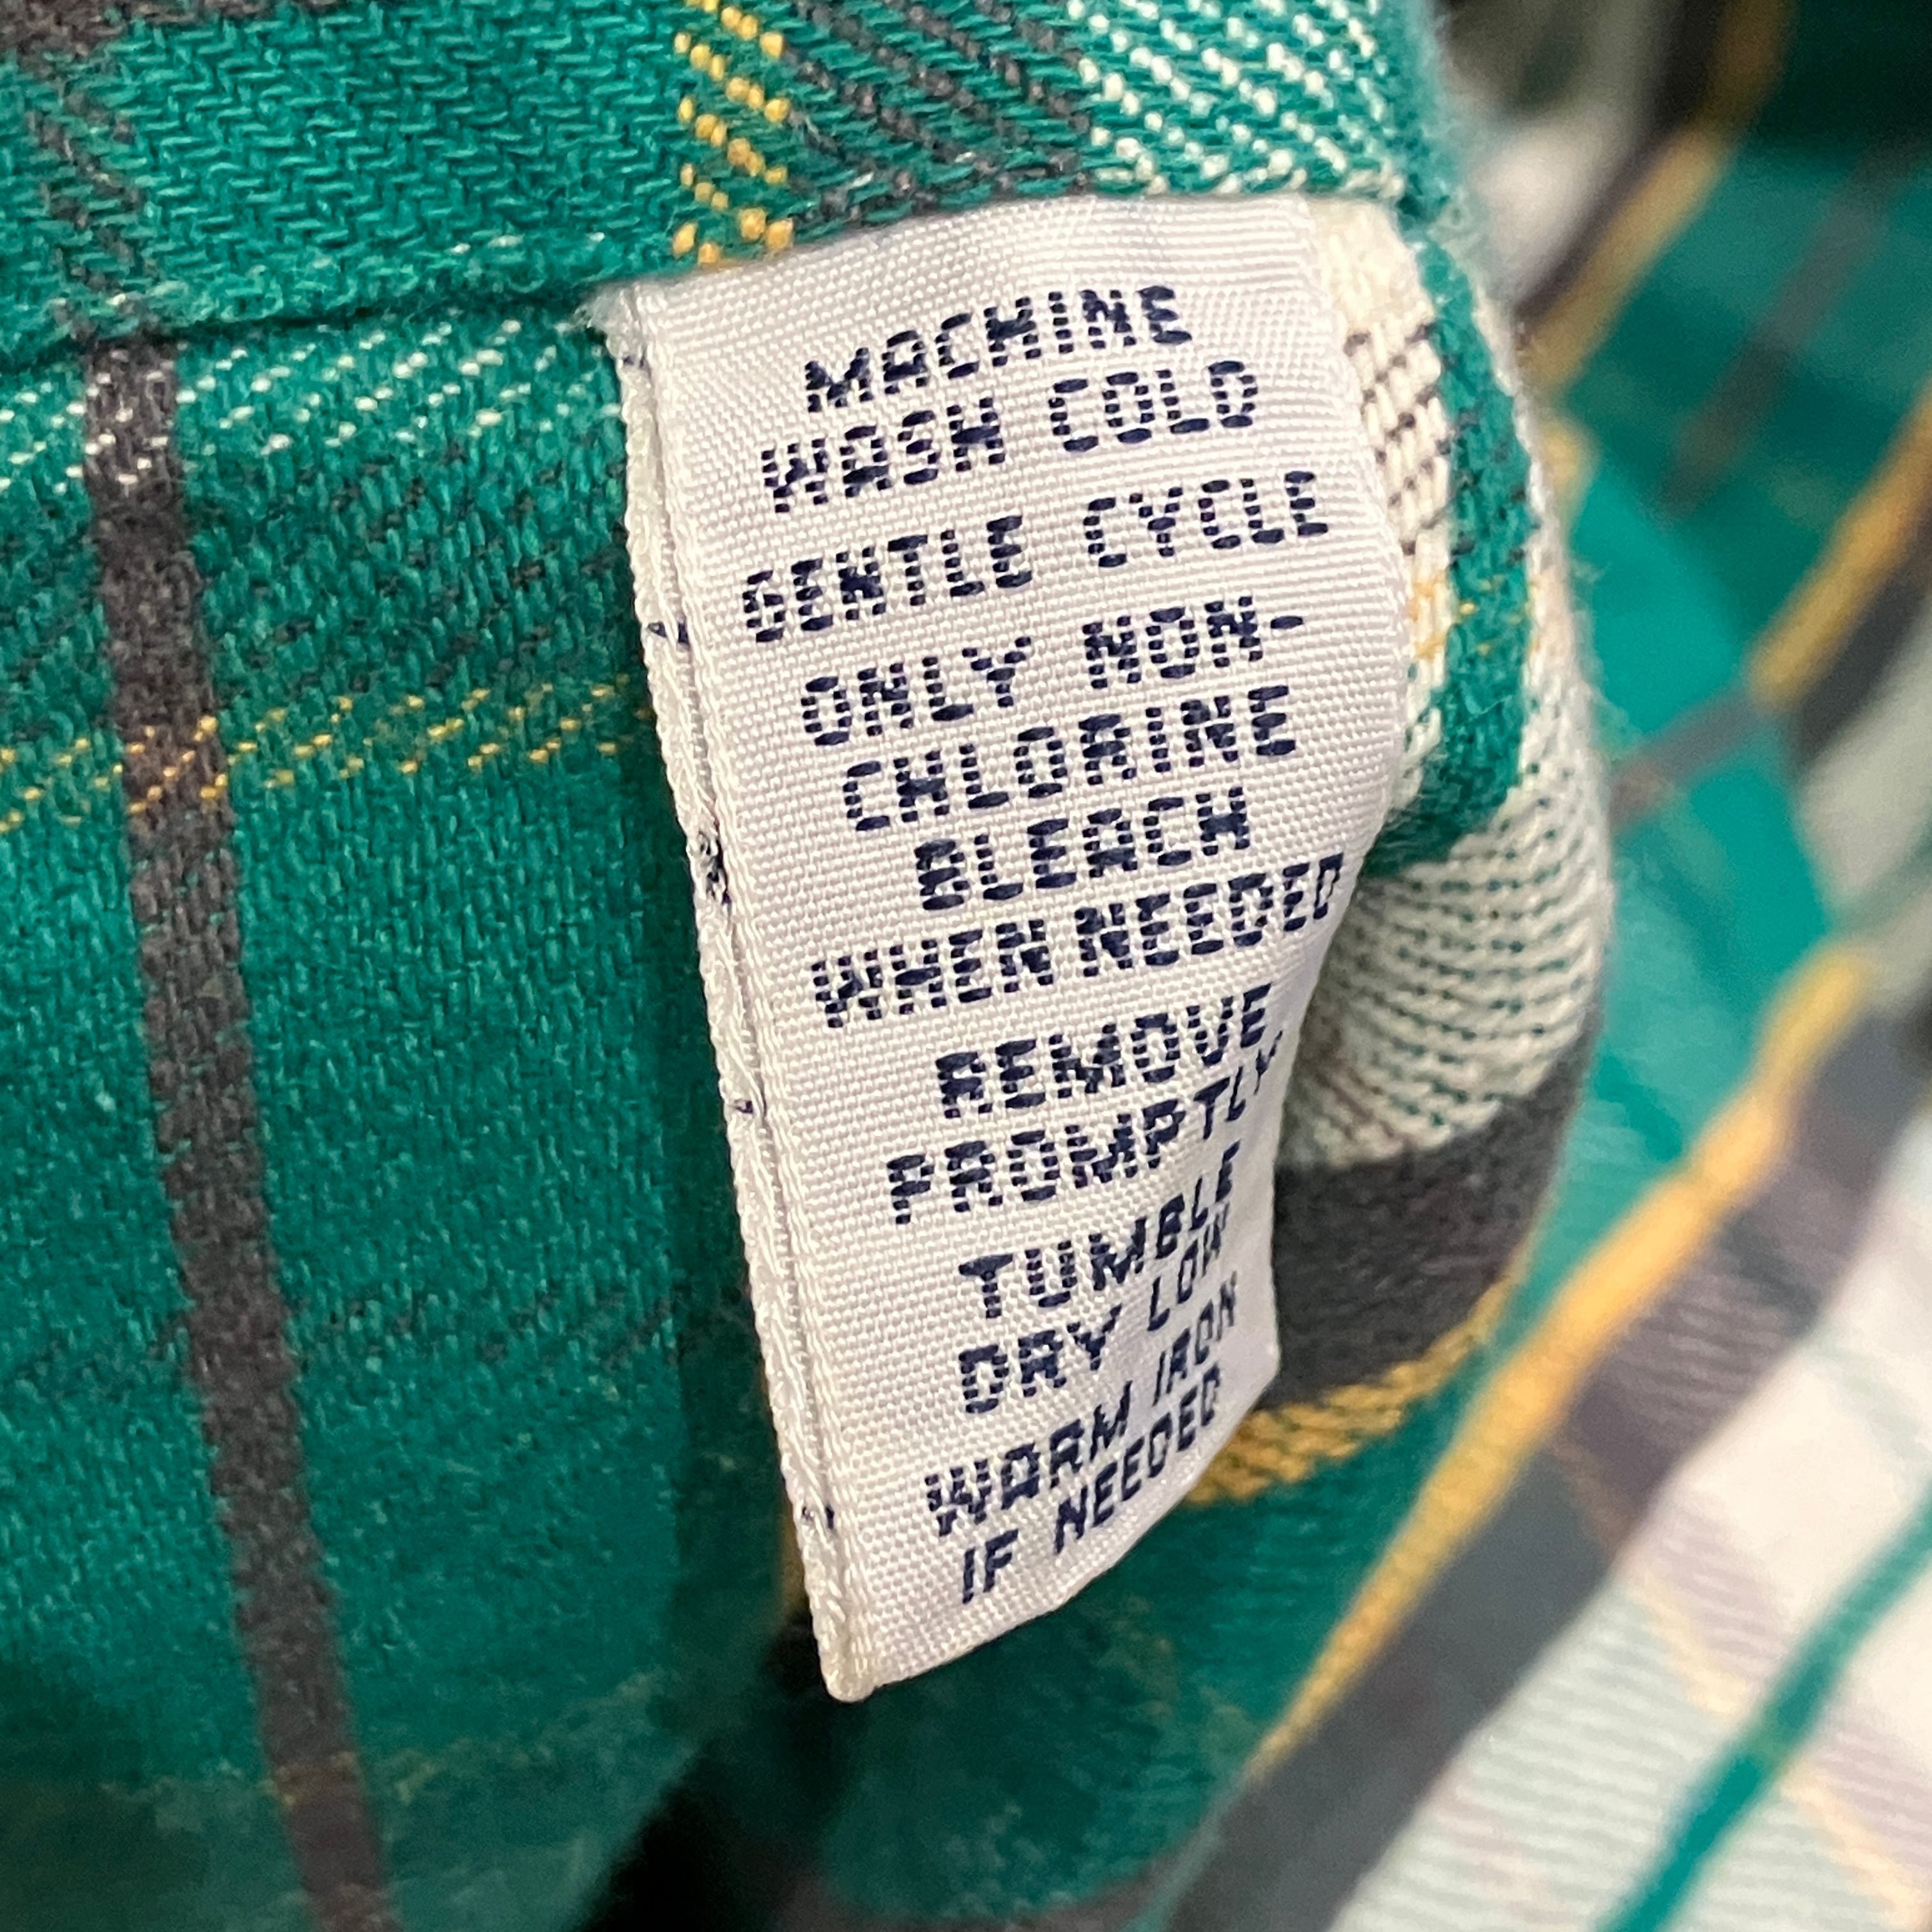 MACHINE
WASH COLD
GENTLE CYCLE
ONLY NON-
CHLORINE
BLEACH
WHEN NEEDED
REMOVE
PROMPTLY
TUMBLE
DRY LOW
WARM IRON
IF NEEDED